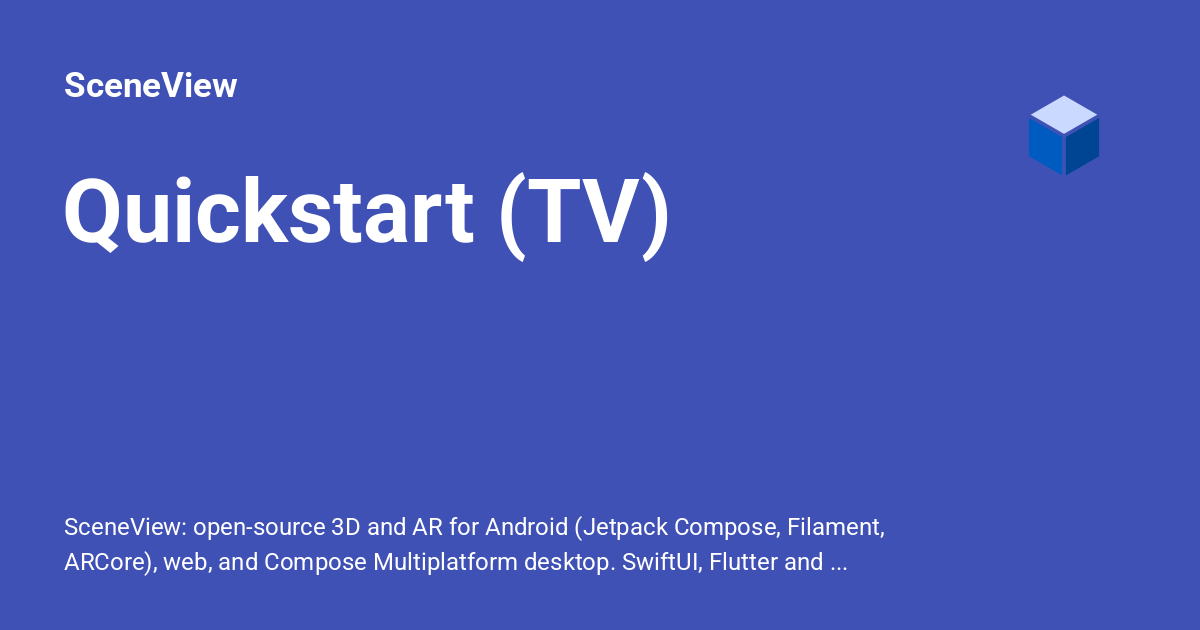 SceneView
Quickstart (TV)
SceneView: open-source 3D and AR for Android (Jetpack Compose, Filament,
ARCore), web, and Compose Multiplatform desktop. SwiftUI, Flutter and ...